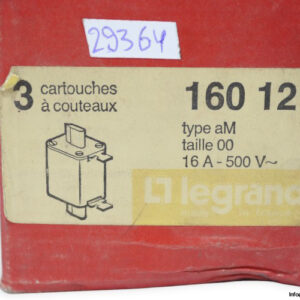 29364
3 cartouches
à couteaux
160 12
type aM
taille 00
16 A - 500 V~
legrand